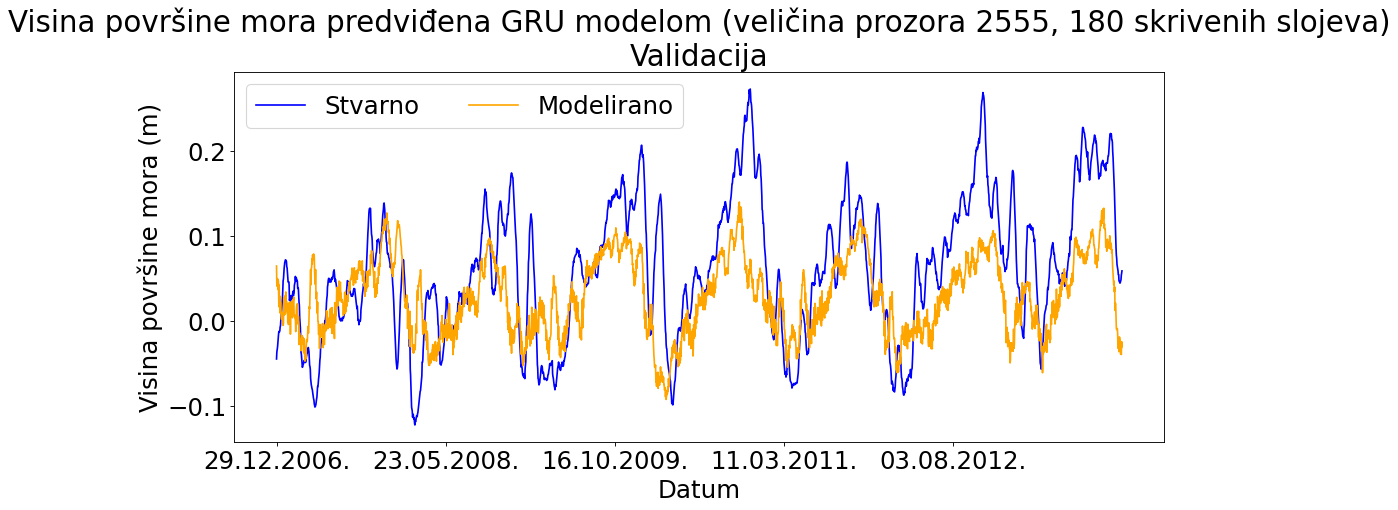 Visina površine mora predviđena GRU modelom (veličina prozora 2555, 180 skrivenih slojeva)
Validacija
Stvarno Modelirano
Visina površine mora (m)
0.2
0.1
0.0
−0.1
29.12.2006. 23.05.2008. 16.10.2009. 11.03.2011. 03.08.2012.
Datum